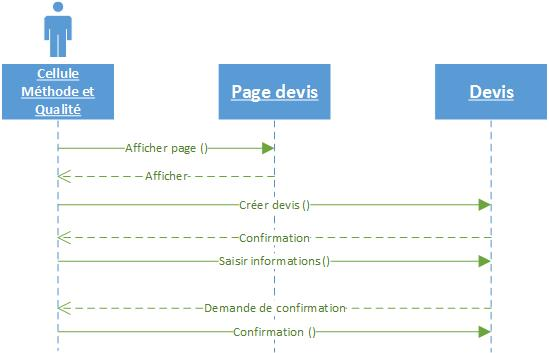 Cellule
Méthode et
Qualité
Page devis
Devis
Afficher page ()
Afficher
Créer devis ()
Confirmation
Saisir informations ()
Demande de confirmation
Confirmation ()